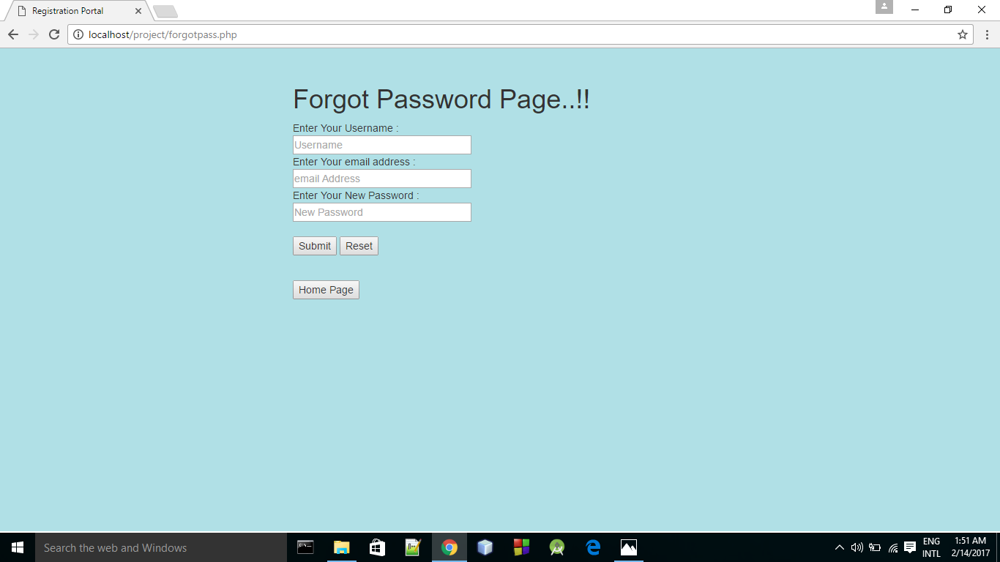 Registration Portal
localhost/project/forgotpass.php
Forgot Password Page..!!
Enter Your Username :
Username
Enter Your email address :
email Address
Enter Your New Password :
New Password
Submit Reset
Home Page
Search the web and Windows
ENG 1:51 AM
INTL 2/14/2017